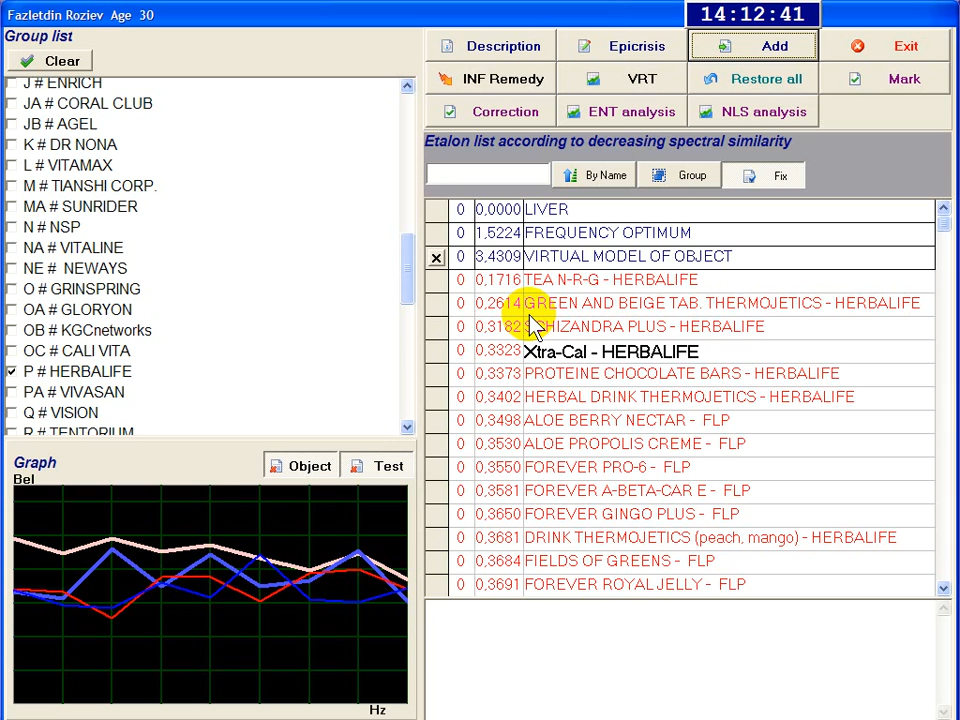 Fazletdin Roziev Age 30
14:12:41
Group list
Clear
J # ENRICH
JA # CORAL CLUB
JB # AGEL
K # DR NONA
L # VITAMAX
M # TIANSHI CORP.
MA # SUNRIDER
N # NSP
NA # VITALINE
NE # NEWAYS
O # GRINSPRING
OA # GLORYON
OB # KGCnetworks
OC # CALI VITA
P # HERBALIFE
PA # VIVASAN
Q # VISION
R # TENTORIUM
Graph
Object
Test
Bel
Hz
Description
Epicrisis
Add
Exit
INF Remedy
VRT
Restore all
Mark
Correction
ENT analysis
NLS analysis
Etalon list according to decreasing spectral similarity
By Name
Group
Fix
0 0,0000 LIVER
0 1,5224 FREQUENCY OPTIMUM
0 3,4309 VIRTUAL MODEL OF OBJECT
0 0,1716 TEA N-R-G - HERBALIFE
0 0,2614 GREEN AND BEIGE TAB. THERMOJETICS - HERBALIFE
0 0,3182 SCHIZANDRA PLUS - HERBALIFE
0 0,3323 Xtra-Cal - HERBALIFE
0 0,3373 PROTEINE CHOCOLATE BARS - HERBALIFE
0 0,3402 HERBAL DRINK THERMOJETICS - HERBALIFE
0 0,3498 ALOE BERRY NECTAR - FLP
0 0,3530 ALOE PROPOLIS CREME - FLP
0 0,3550 FOREVER PRO-6 - FLP
0 0,3581 FOREVER A-BETA-CAR E - FLP
0 0,3650 FOREVER GINGO PLUS - FLP
0 0,3681 DRINK THERMOJETICS (peach, mango) - HERBALIFE
0 0,3684 FIELDS OF GREENS - FLP
0 0,3691 FOREVER ROYAL JELLY - FLP